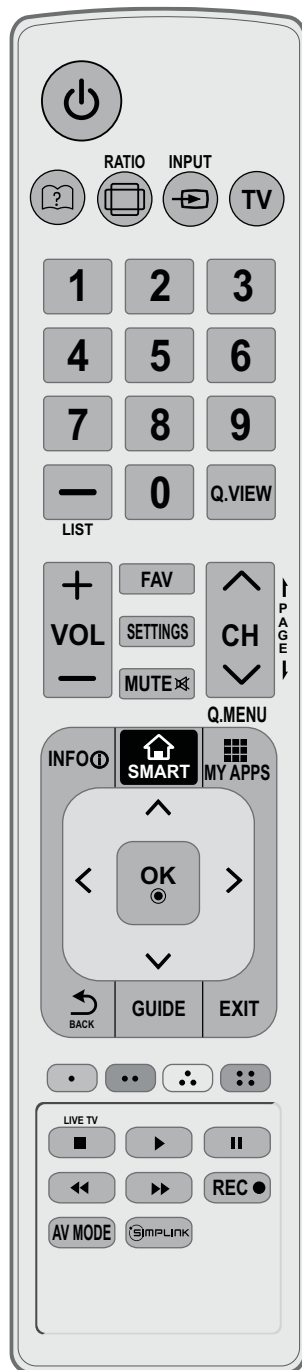 ?
RATIO INPUT
TV
1 2 3
4 5 6
7 8 9
— 0 Q.VIEW
LIST
+ FAV
VOL SETTINGS CH
— MUTE
PAGE
Q.MENU
INFO i SMART MY APPS
OK
BACK GUIDE EXIT
LIVE TV
REC
AV MODE SIMPLINK